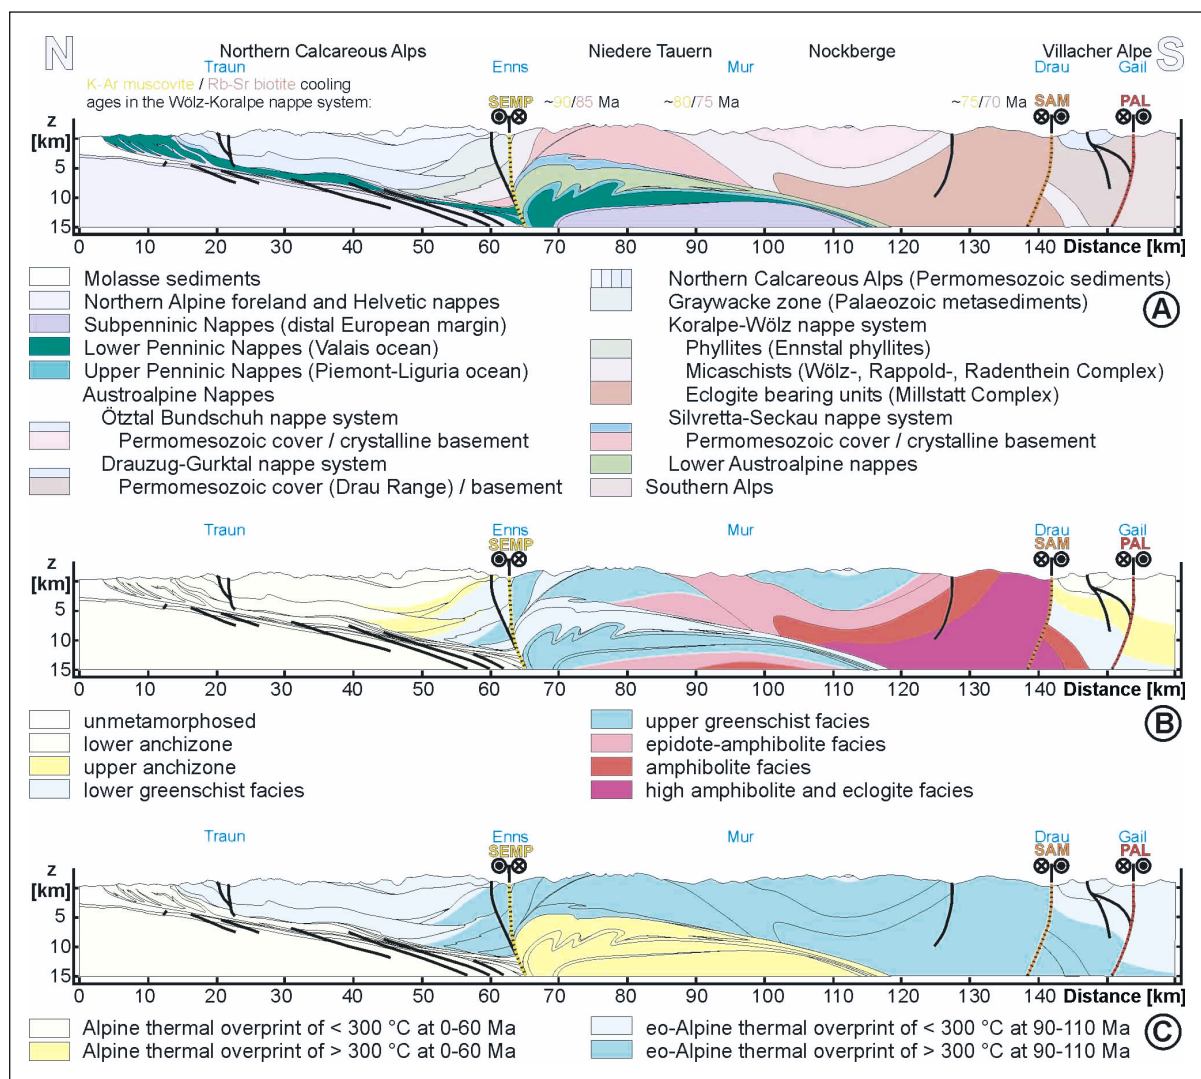 N
Northern Calcareous Alps Niedere Tauern Nockberge Villacher Alpe
S
Traun Enns Mur Drau Gail
K-Ar muscovite / Rb-Sr biotite cooling
ages in the Wölz-Koralpe nappe system:
SEMP ~90/85 Ma ~80/75 Ma ~75/70 Ma SAM PAL
z
[km]
0
5
10
15
0 10 20 30 40 50 60 70 80 90 100 110 120 130 140 Distance [km]
Molasse sediments
Northern Alpine foreland and Helvetic nappes
Subpenninic Nappes (distal European margin)
Lower Penninic Nappes (Valais ocean)
Upper Penninic Nappes (Piemont-Liguria ocean)
Austroalpine Nappes
Ötztal Bundschuh nappe system
Permomesozoic cover / crystalline basement
Drauzug-Gurktal nappe system
Permomesozoic cover (Drau Range) / basement
Northern Calcareous Alps (Permomesozoic sediments)
Graywacke zone (Palaeozoic metasediments)
Koralpe-Wölz nappe system
Phyllites (Ennstal phyllites)
Micaschists (Wölz-, Rappold-, Radenthein Complex)
Eclogite bearing units (Millstatt Complex)
Silvretta-Seckau nappe system
Permomesozoic cover / crystalline basement
Lower Austroalpine nappes
Southern Alps
A
Traun Enns Mur Drau Gail
SEMP SAM PAL
z
[km]
0
5
10
15
0 10 20 30 40 50 60 70 80 90 100 110 120 130 140 Distance [km]
unmetamorphosed
lower anchizone
upper anchizone
lower greenschist facies
upper greenschist facies
epidote-amphibolite facies
amphibolite facies
high amphibolite and eclogite facies
B
Traun Enns Mur Drau Gail
SEMP SAM PAL
z
[km]
0
5
10
15
0 10 20 30 40 50 60 70 80 90 100 110 120 130 140 Distance [km]
Alpine thermal overprint of < 300 °C at 0-60 Ma
Alpine thermal overprint of > 300 °C at 0-60 Ma
eo-Alpine thermal overprint of < 300 °C at 90-110 Ma
eo-Alpine thermal overprint of > 300 °C at 90-110 Ma
C